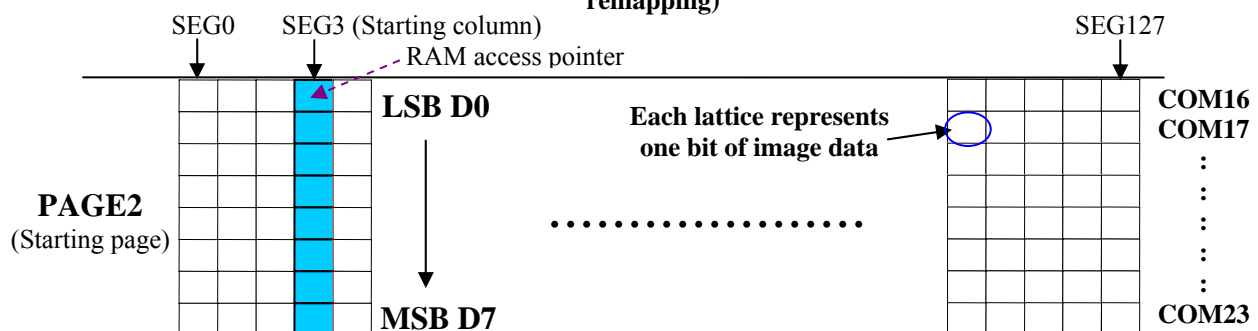 remapping)
SEG0
SEG3 (Starting column)
SEG127
RAM access pointer
LSB D0
Each lattice represents
one bit of image data
COM16
COM17
:
:
:
:
:
PAGE2
(Starting page)
.....................
MSB D7
COM23